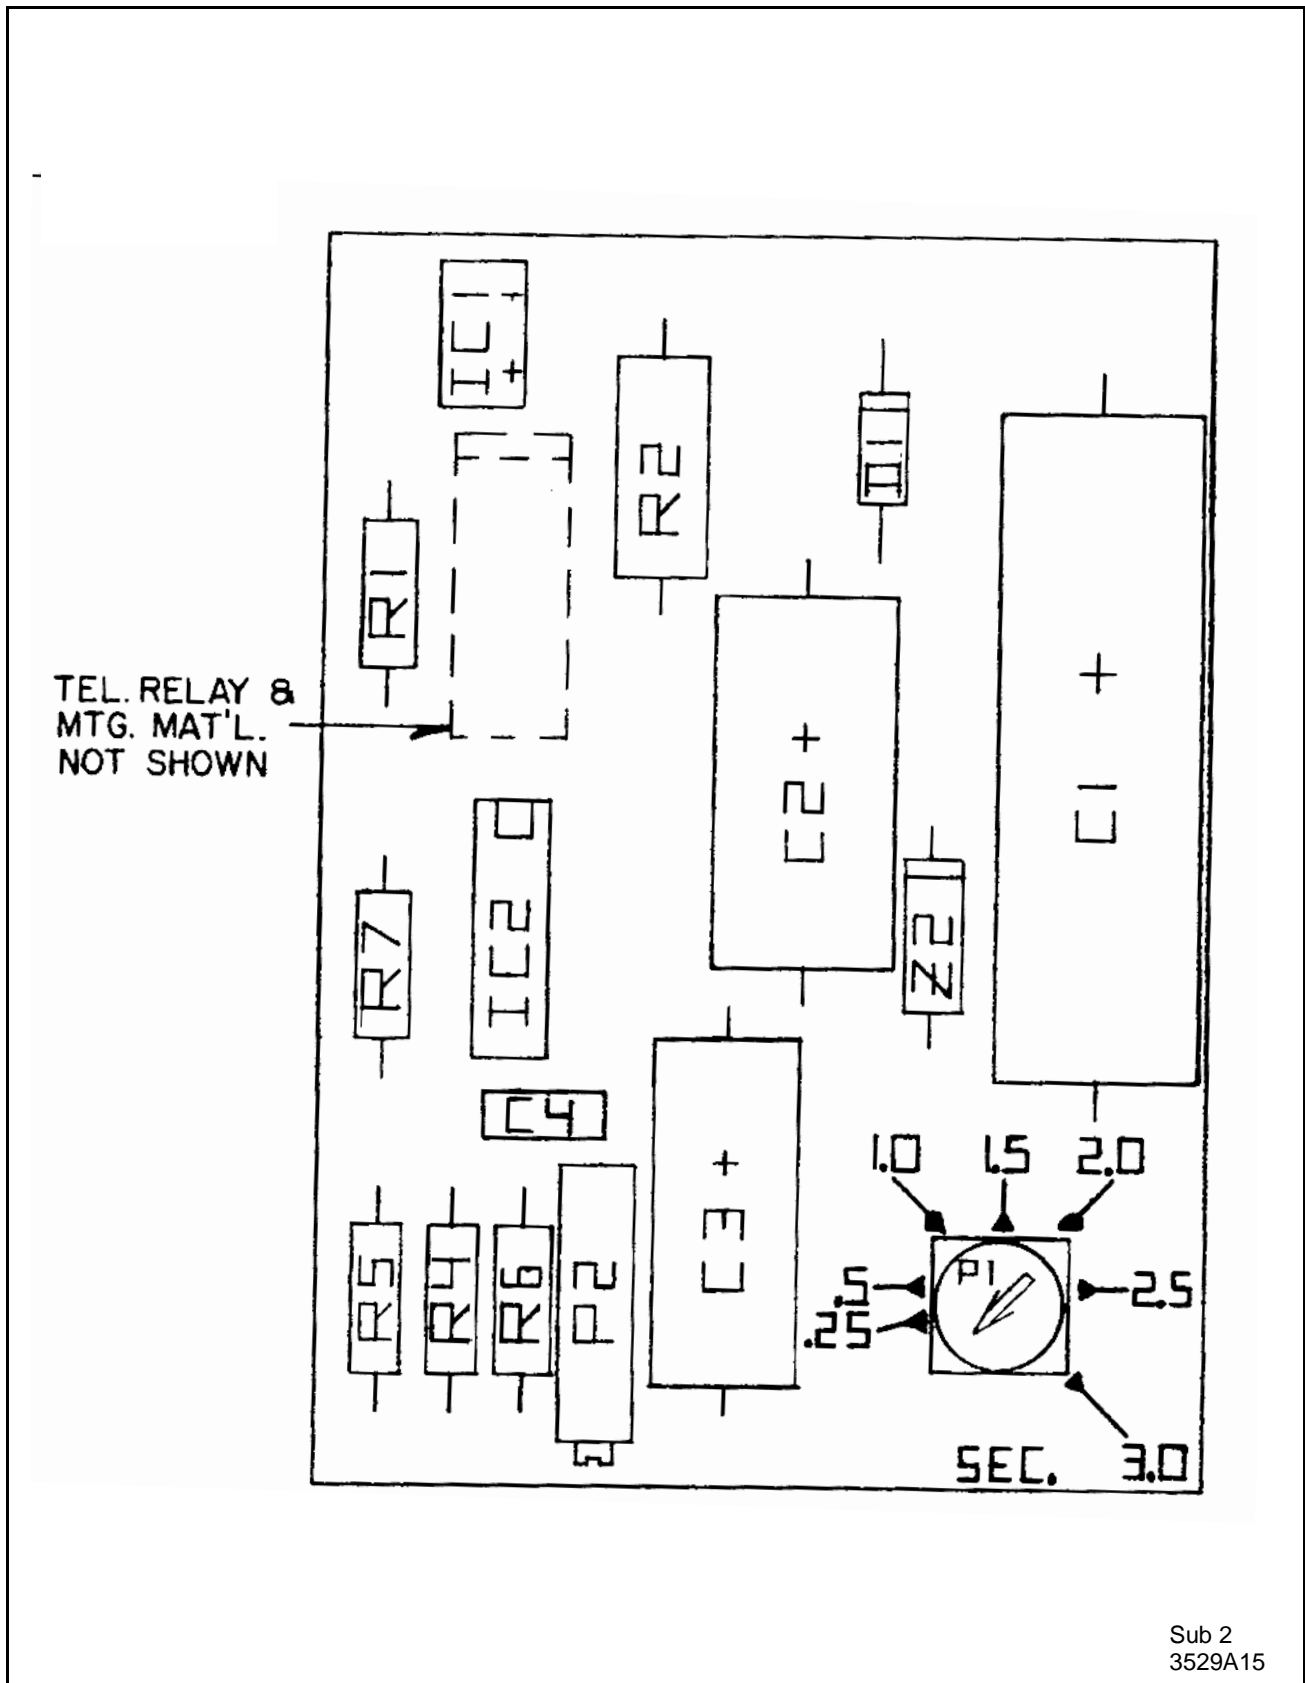 IC1
+
R2
D1
R1
TEL. RELAY &
MTG. MAT'L.
NOT SHOWN
C2 +
C1 +
IC2
R7
Z2
C4
C3 +
1.0
1.5
2.0
R5
R4
R6
P2
P1
.5
.25
2.5
SEC.
3.0
Sub 2
3529A15